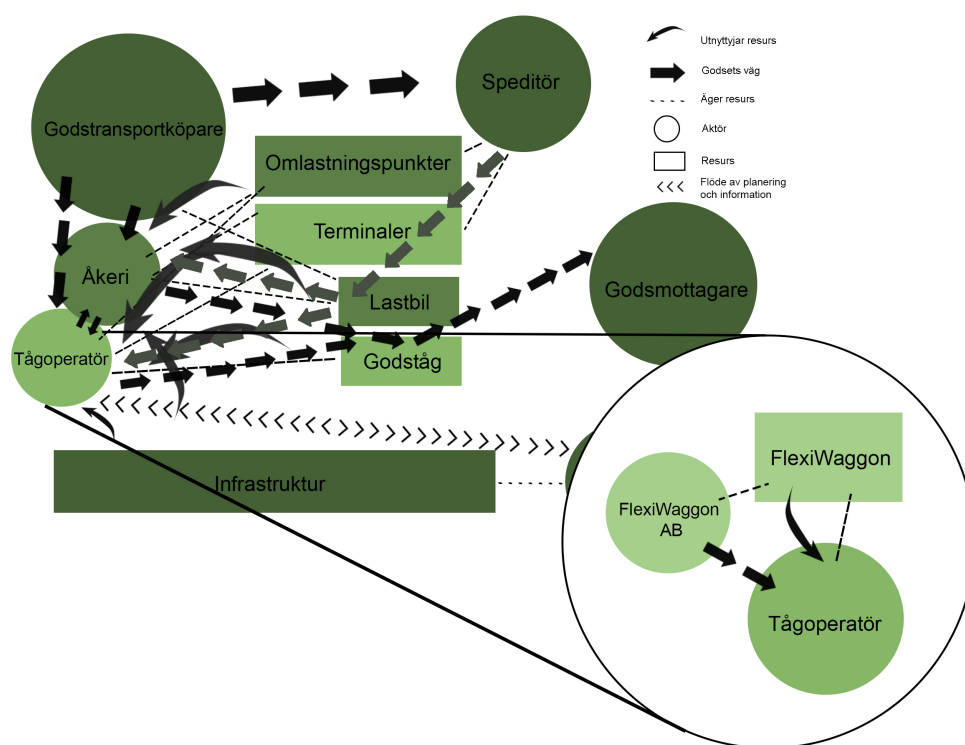 Utnyttyjar resurs
Godsets väg
Äger resurs
Aktör
Resurs
Flöde av planering
och information
Speditör
Godstransportköpare
Omlastningspunkter
Terminaler
Åkeri
Lastbil
Godsmottagare
Tågoperatör
Godståg
Infrastruktur
FlexiWaggon
FlexiWaggon
AB
Tågoperatör